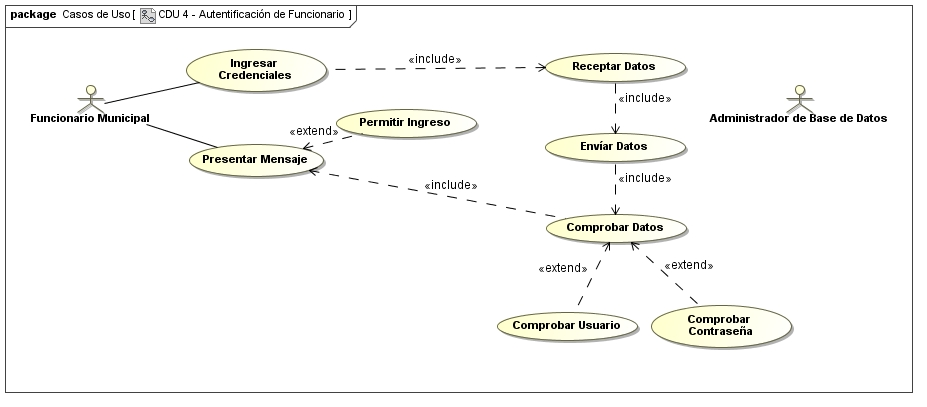 package Casos de Uso [ CDU 4 - Autentificación de Funcionario ]
Ingresar
Credenciales
«include»
Receptar Datos
«include»
Funcionario Municipal
Administrador de Base de Datos
Permitir Ingreso
«extend»
Presentar Mensaje
Envíar Datos
«include»
«include»
Comprobar Datos
«extend»
«extend»
Comprobar Usuario
Comprobar
Contraseña